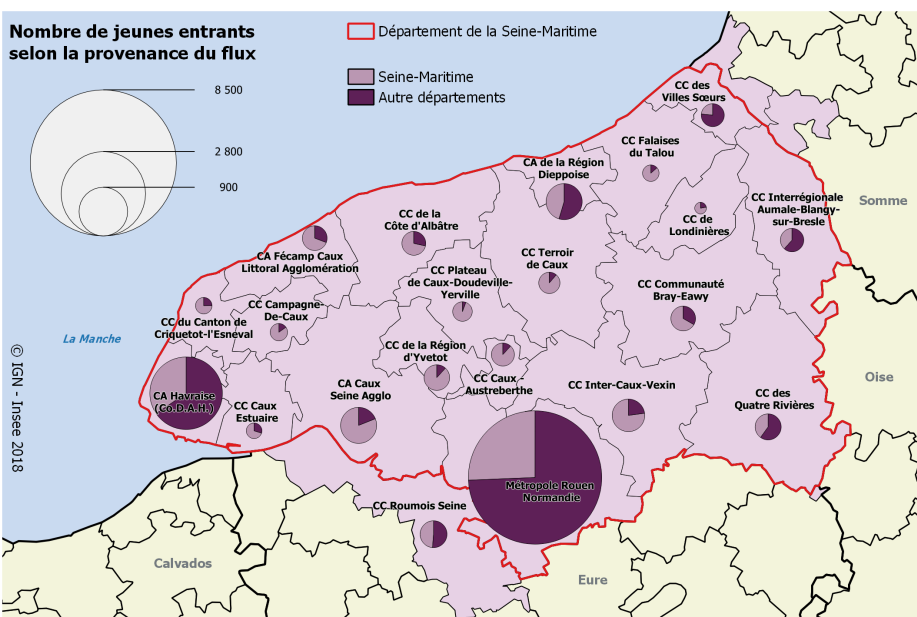 Nombre de jeunes entrants
selon la provenance du flux
8 500
2 800
900
Département de la Seine-Maritime
Seine-Maritime
Autre départements
CC des
Villes Sœurs
CC Falaises
du Talou
CA de la Région
Dieppoise
CC Interrégionale
Aumale-Blangy-
sur-Bresle
Somme
CC de
Londinières
CC de la
Côte d'Albâtre
CA Fécamp Caux
Littoral Agglomération
CC Terroir
de Caux
CC Plateau
de Caux-Doudeville-
Yerville
CC Communauté
Bray-Eawy
CC Campagne-
De-Caux
CC du Canton de
Criquetot-l'Esneval
La Manche
CC de la Région
d'Yvetot
CC Caux -
Austreberthe
CC Inter-Caux-Vexin
Oise
CA Havraise
(Co.D.A.H.)
CA Caux
Seine Agglo
CC des
Quatre Rivières
CC Caux
Estuaire
Métropole Rouen
Normandie
CC Roumois Seine
Calvados
Eure
© IGN - Insee 2018